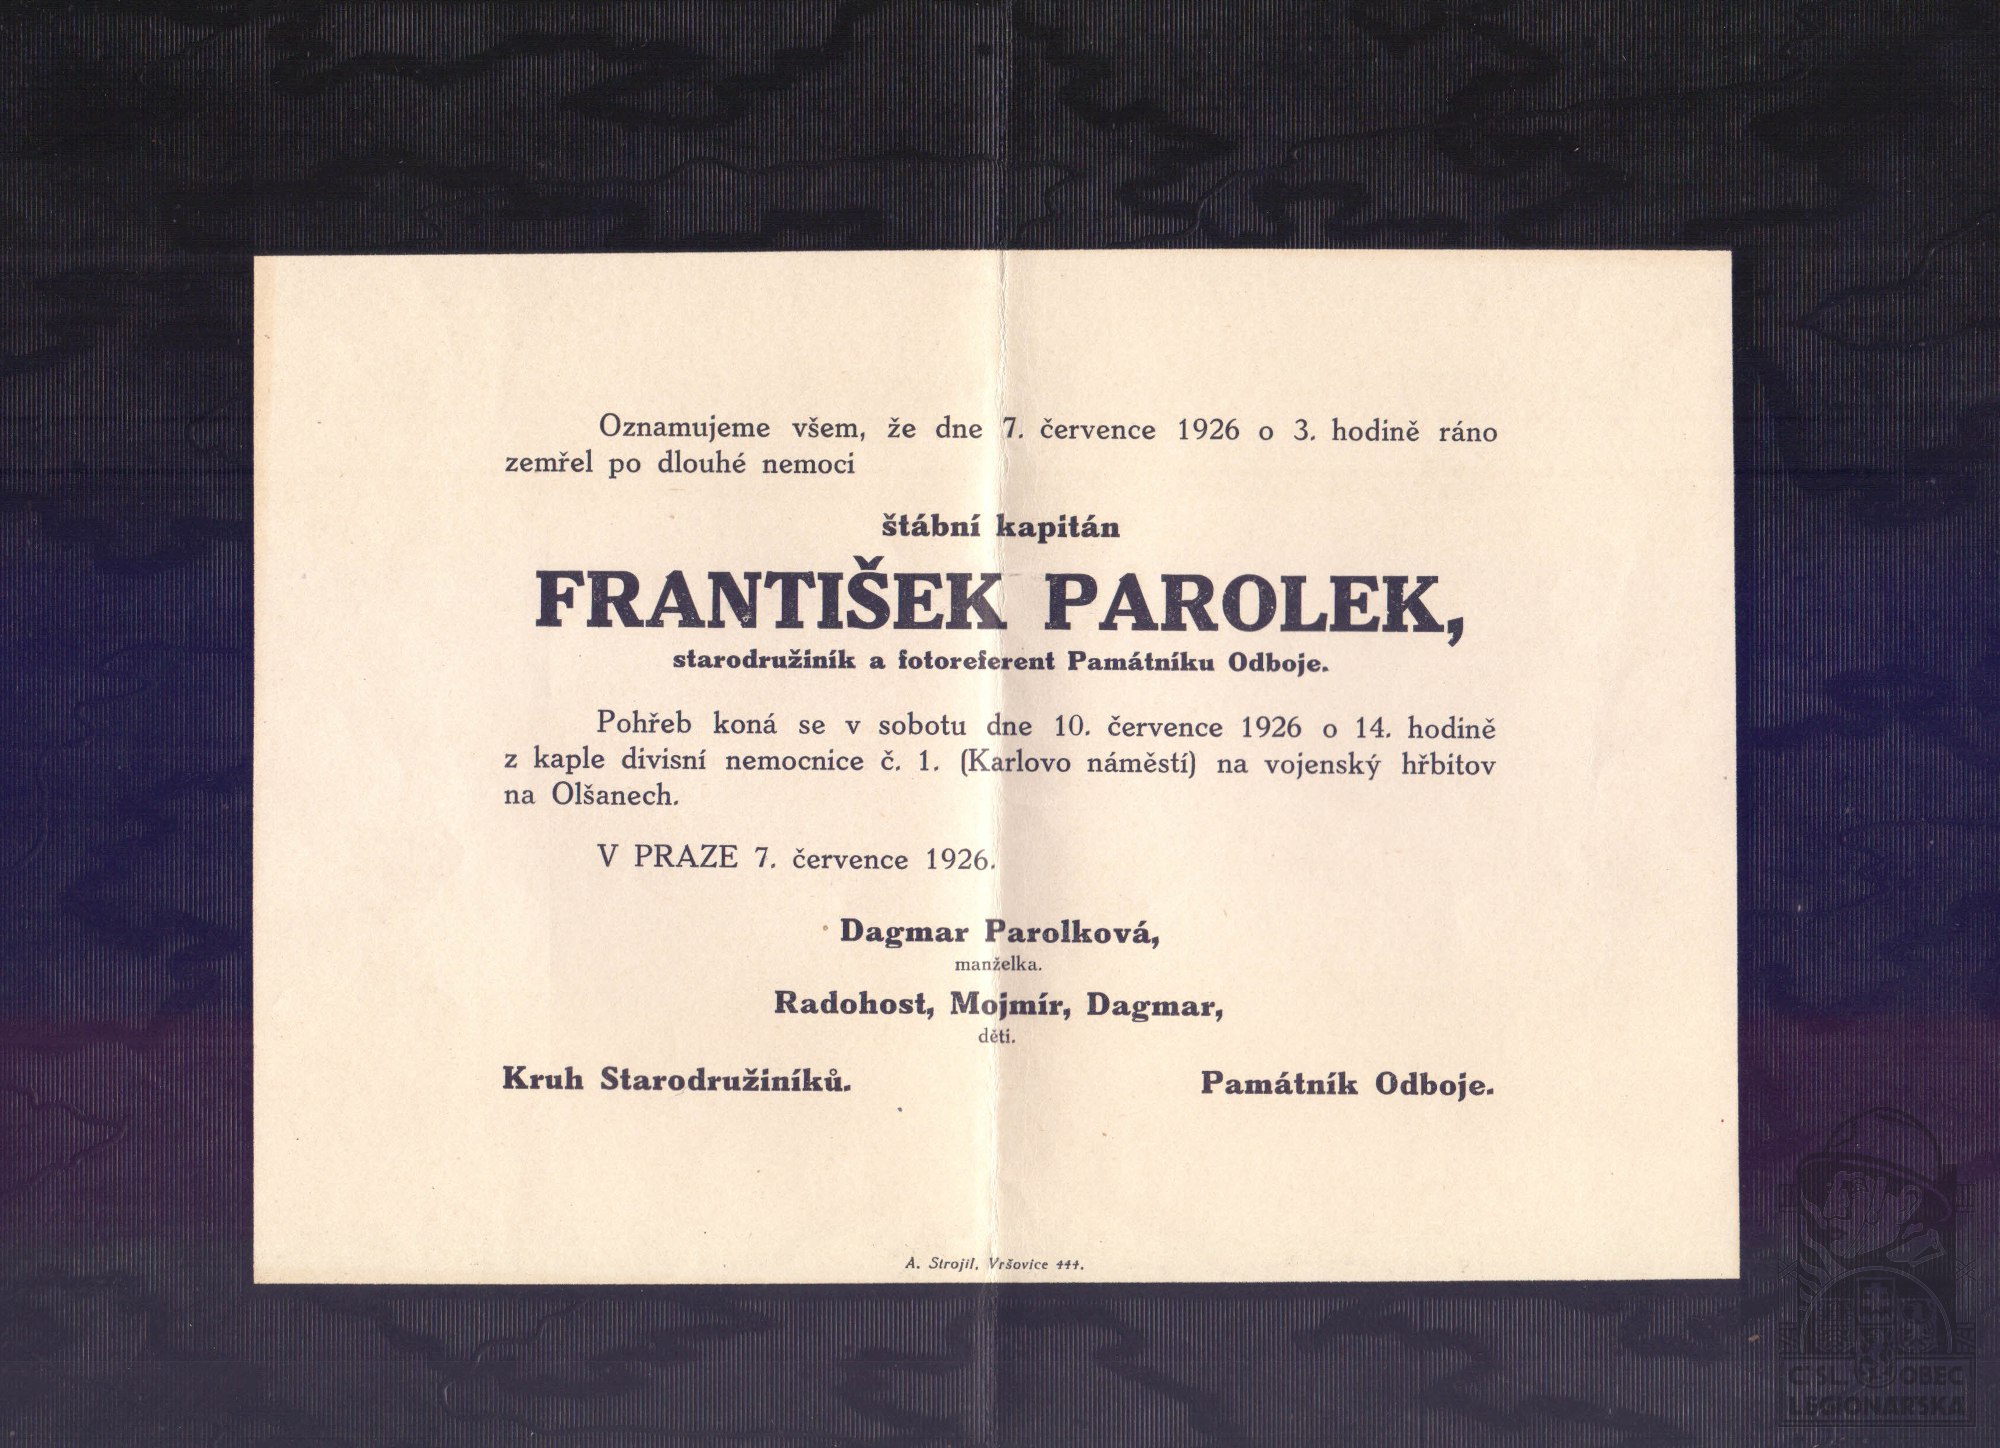 Oznamujeme všem, že dne 7. července 1926 o 3. hodině ráno
zemřel po dlouhé nemoci
štábní kapitán
FRANTIŠEK PAROLEK,
starodružiník a fotoreferent Památníku Odboje.
Pohřeb koná se v sobotu dne 10. července 1926 o 14. hodině
z kaple divisní nemocnice č. 1. (Karlovo náměstí) na vojenský hřbitov
na Olšanech.
V PRAZE 7. července 1926.
Dagmar Parolková,
manželka.
Radohost, Mojmír, Dagmar,
děti.
Kruh Starodružiníků. Památník Odboje.
A. Strojil, Vršovice 444.
ČSL. OBEC
LEGIONÁŘSKÁ